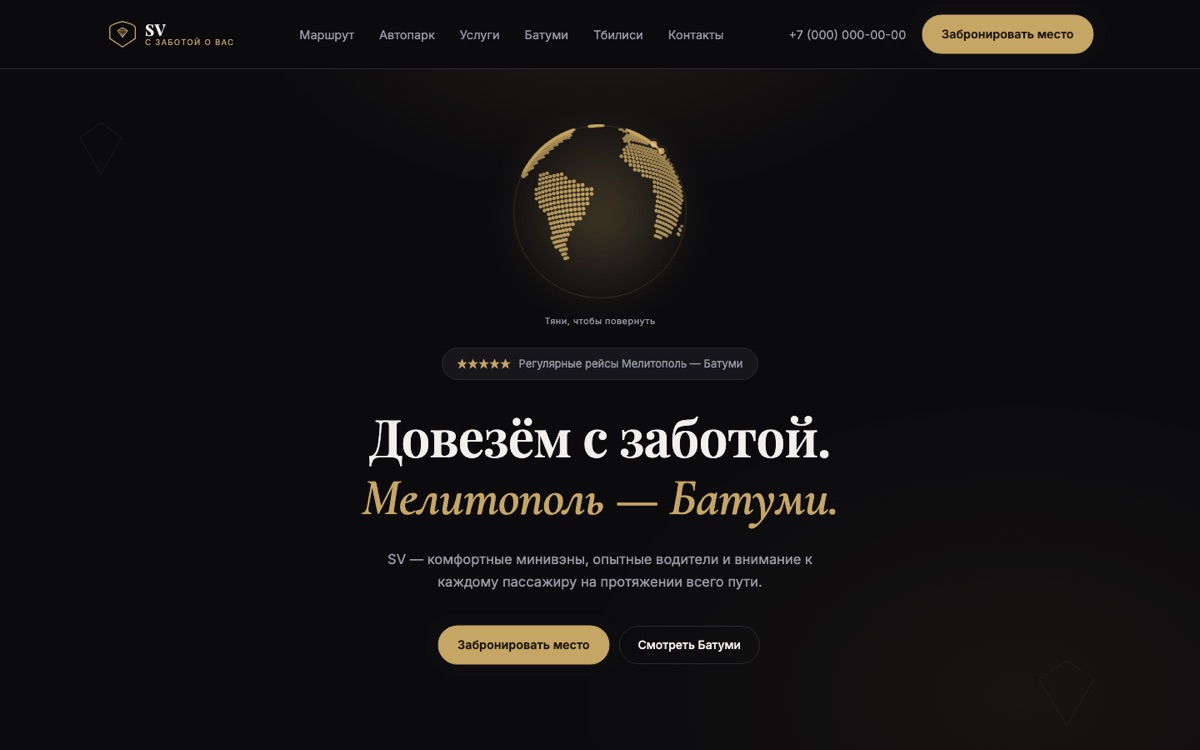 SV
С ЗАБОТОЙ О ВАС
Маршрут Автопарк Услуги Батуми Тбилиси Контакты
+7 (000) 000-00-00
Забронировать место
Тяни, чтобы повернуть
★★★★★ Регулярные рейсы Мелитополь — Батуми
Довезём с заботой.
Мелитополь — Батуми.
SV — комфортные минивэны, опытные водители и внимание к
каждому пассажиру на протяжении всего пути.
Забронировать место
Смотреть Батуми